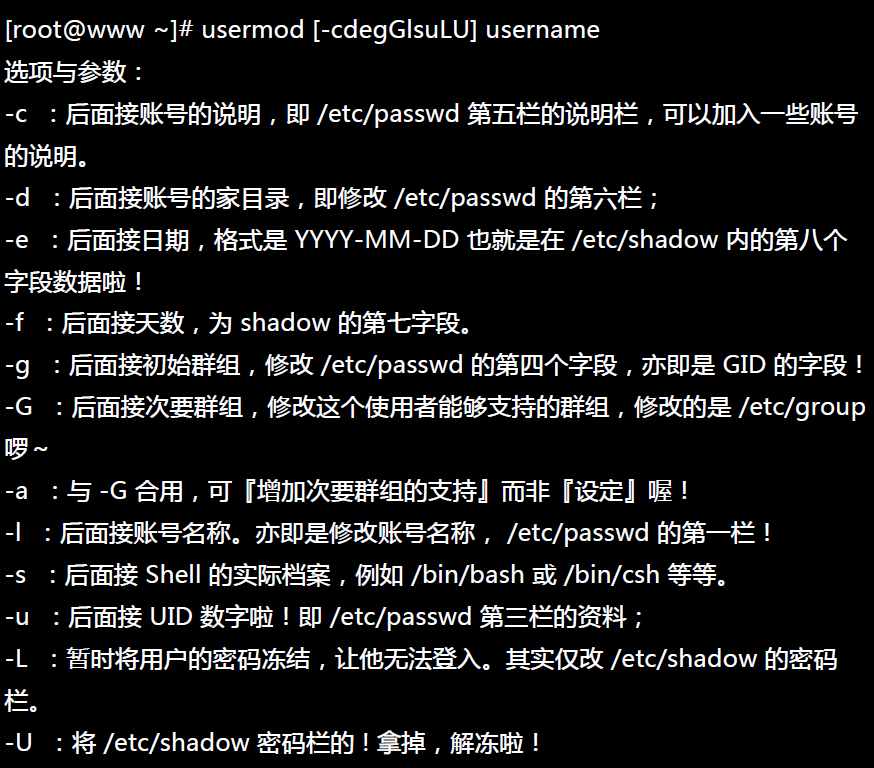 [root@www ~]# usermod [-cdegGlsuLU] username
选项与参数：
-c ：后面接账号的说明，即 /etc/passwd 第五栏的说明栏，可以加入一些账号
的说明。
-d ：后面接账号的家目录，即修改 /etc/passwd 的第六栏；
-e ：后面接日期，格式是 YYYY-MM-DD 也就是在 /etc/shadow 内的第八个
字段数据啦！
-f ：后面接天数，为 shadow 的第七字段。
-g ：后面接初始群组，修改 /etc/passwd 的第四个字段，亦即是 GID 的字段！
-G ：后面接次要群组，修改这个使用者能够支持的群组，修改的是 /etc/group
啰～
-a ：与 -G 合用，可『增加次要群组的支持』而非『设定』喔！
-l ：后面接账号名称。亦即是修改账号名称， /etc/passwd 的第一栏！
-s ：后面接 Shell 的实际档案，例如 /bin/bash 或 /bin/csh 等等。
-u ：后面接 UID 数字啦！即 /etc/passwd 第三栏的资料；
-L ：暂时将用户的密码冻结，让他无法登入。其实仅改 /etc/shadow 的密码
栏。
-U ：将 /etc/shadow 密码栏的 ! 拿掉，解冻啦！